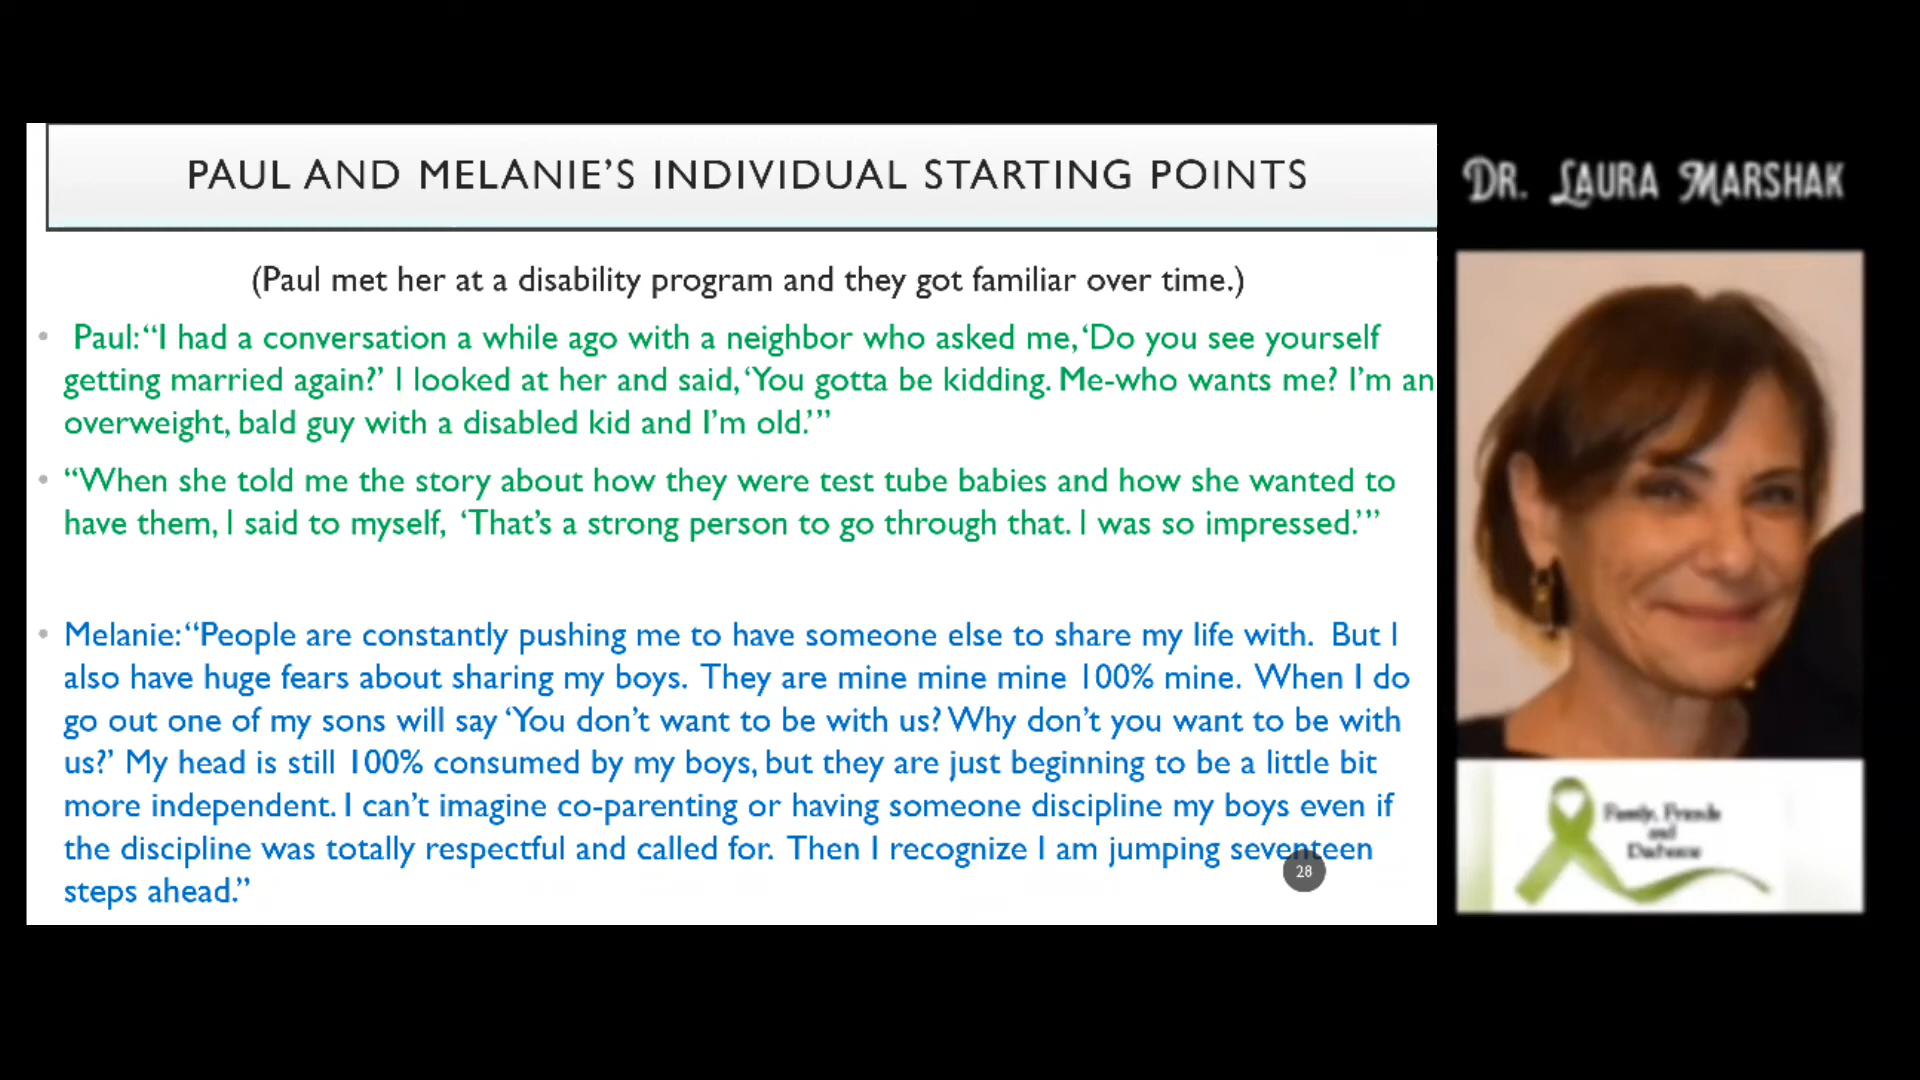 PAUL AND MELANIE'S INDIVIDUAL STARTING POINTS
(Paul met her at a disability program and they got familiar over time.)
• Paul: “I had a conversation a while ago with a neighbor who asked me, ‘Do you see yourself
getting married again?’ I looked at her and said, ‘You gotta be kidding. Me-who wants me? I’m an
overweight, bald guy with a disabled kid and I’m old.’”
• “When she told me the story about how they were test tube babies and how she wanted to
have them, I said to myself, ‘That’s a strong person to go through that. I was so impressed.’”
• Melanie: “People are constantly pushing me to have someone else to share my life with. But I
also have huge fears about sharing my boys. They are mine mine mine 100% mine. When I do
go out one of my sons will say ‘You don’t want to be with us? Why don’t you want to be with
us?’ My head is still 100% consumed by my boys, but they are just beginning to be a little bit
more independent. I can’t imagine co-parenting or having someone discipline my boys even if
the discipline was totally respectful and called for. Then I recognize I am jumping seventeen
steps ahead.”
28
DR. LAURA MARSHAK
Family, Friends
and
Duchenne